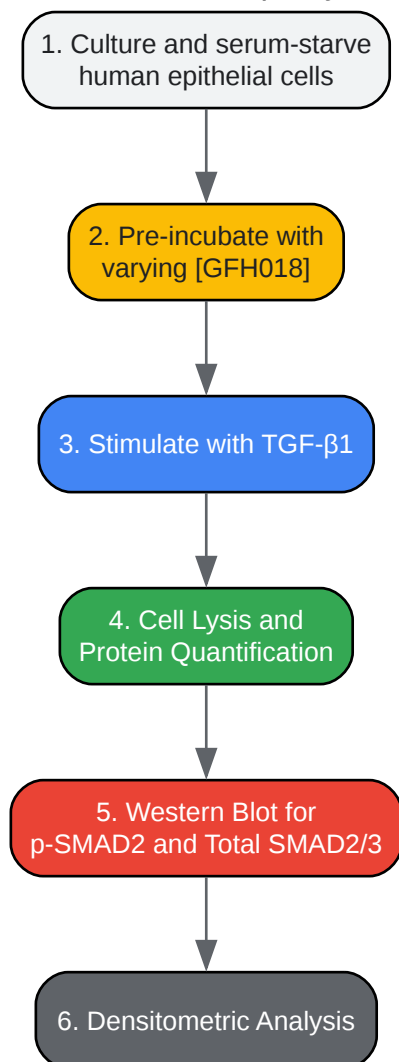 1. Culture and serum-starve
human epithelial cells
2. Pre-incubate with
varying [GFH018]
3. Stimulate with TGF-β1
4. Cell Lysis and
Protein Quantification
5. Western Blot for
p-SMAD2 and Total SMAD2/3
6. Densitometric Analysis